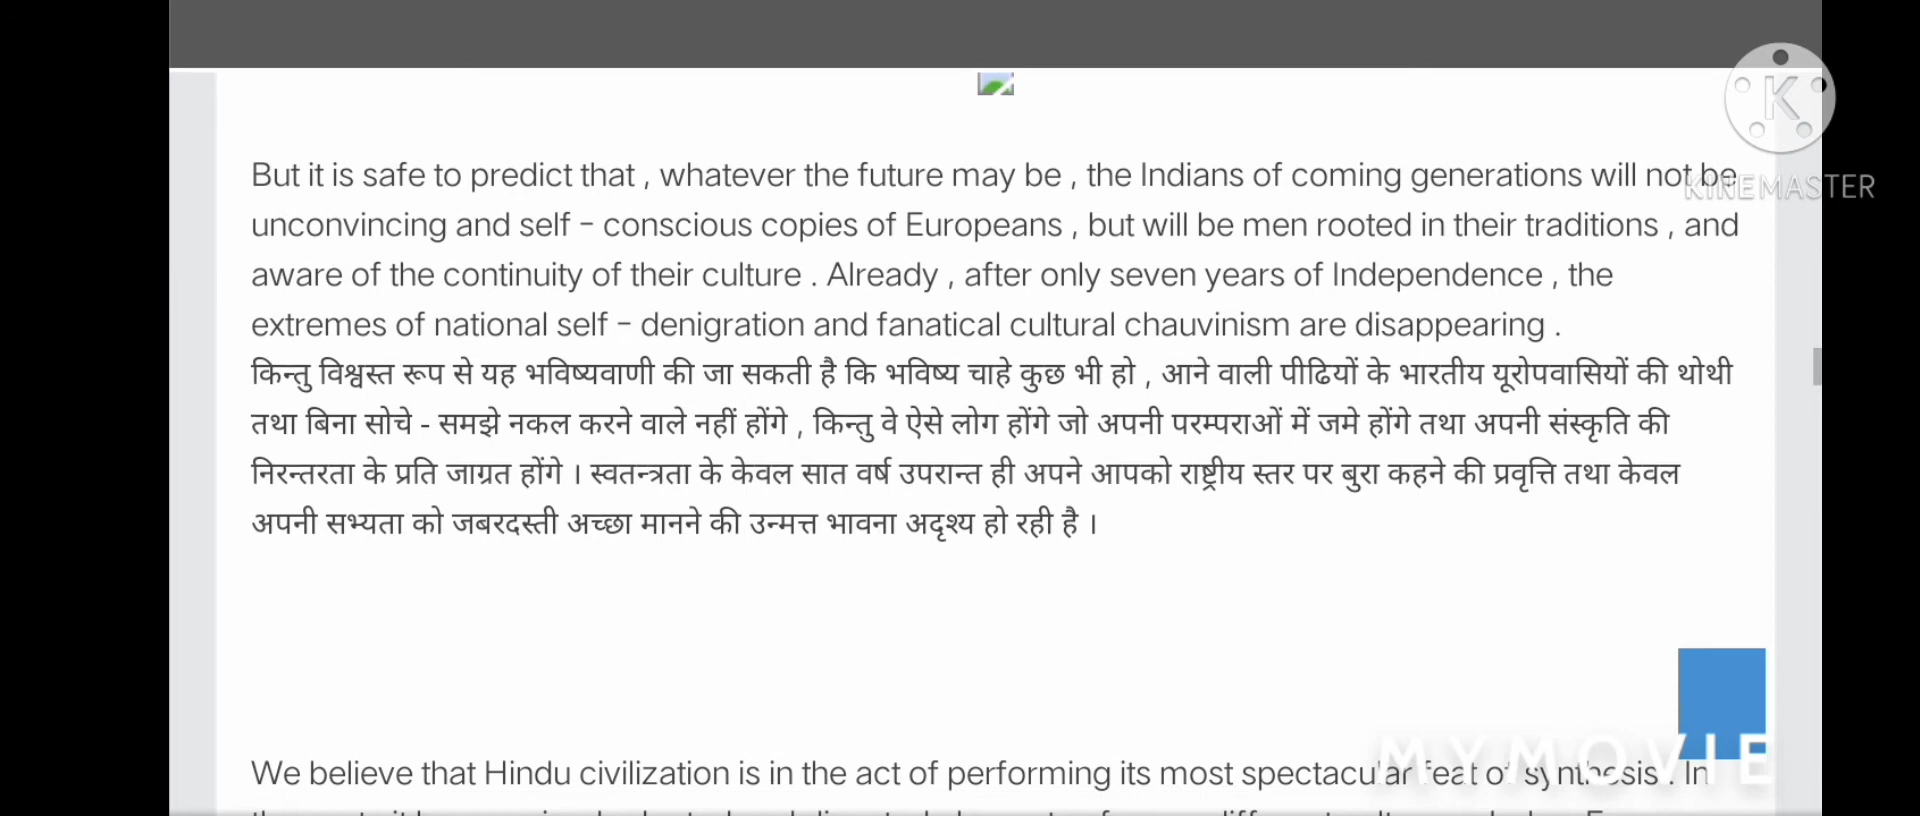 K
KINEMASTER
But it is safe to predict that , whatever the future may be , the Indians of coming generations will not be
unconvincing and self - conscious copies of Europeans , but will be men rooted in their traditions , and
aware of the continuity of their culture . Already , after only seven years of Independence , the
extremes of national self - denigration and fanatical cultural chauvinism are disappearing .
किन्तु विश्वस्त रूप से यह भविष्यवाणी की जा सकती है कि भविष्य चाहे कुछ भी हो , आने वाली पीढियों के भारतीय यूरोपवासियों की थोथी
तथा बिना सोचे - समझे नकल करने वाले नहीं होंगे , किन्तु वे ऐसे लोग होंगे जो अपनी परम्पराओं में जमे होंगे तथा अपनी संस्कृति की
निरन्तरता के प्रति जाग्रत होंगे । स्वतन्त्रता के केवल सात वर्ष उपरान्त ही अपने आपको राष्ट्रीय स्तर पर बुरा कहने की प्रवृत्ति तथा केवल
अपनी सभ्यता को जबरदस्ती अच्छा मानने की उन्मत्त भावना अदृश्य हो रही है ।
MYMOVIE
We believe that Hindu civilization is in the act of performing its most spectacular feat of synthesis . In